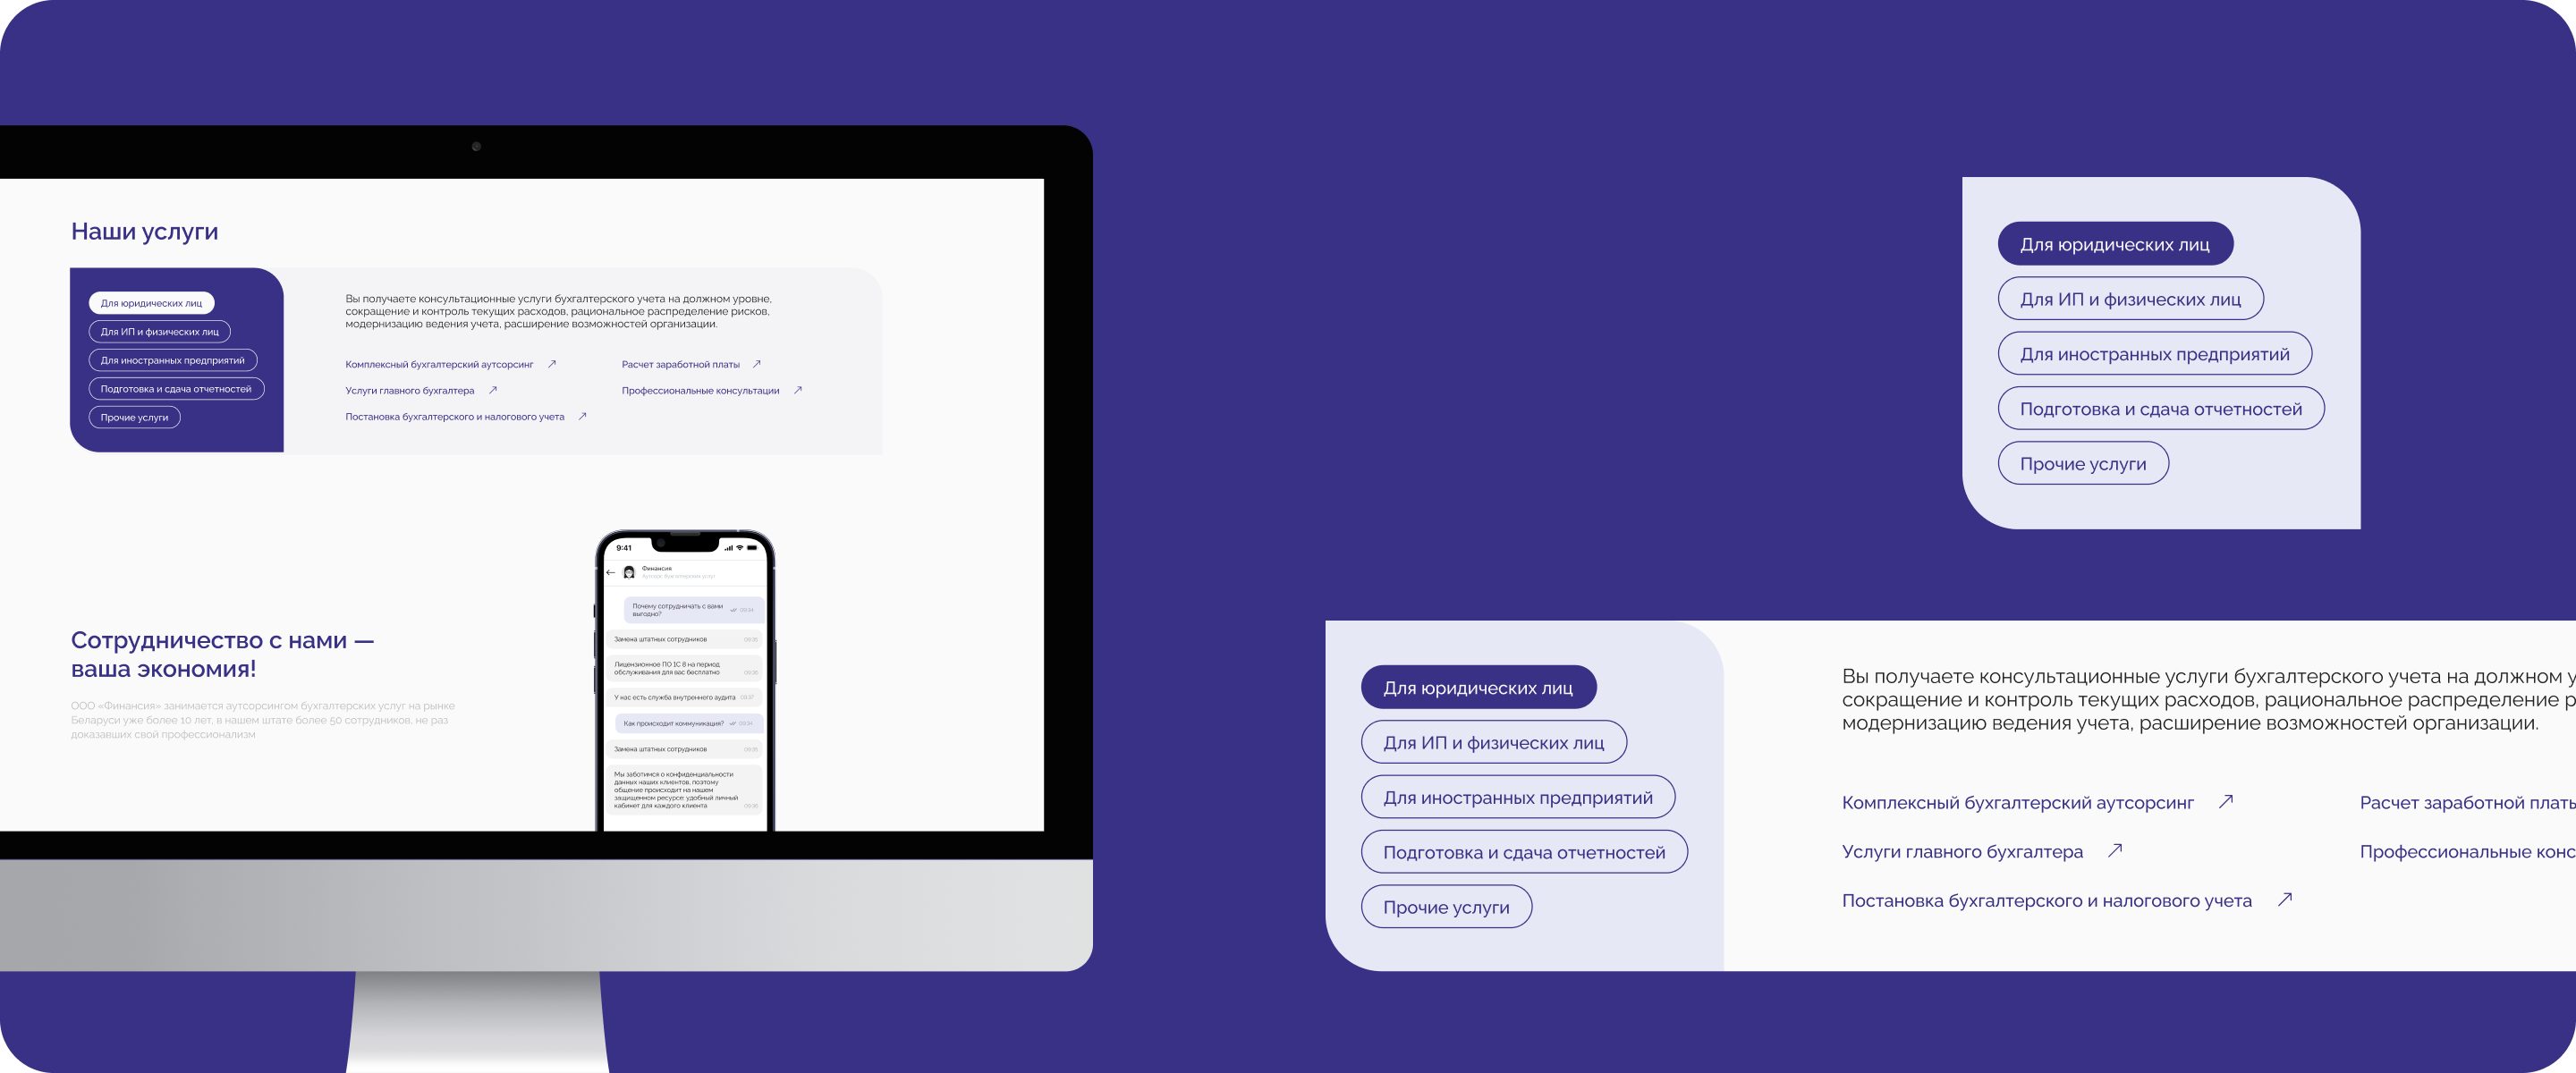 Наши услуги
Для юридических лиц
Для ИП и физических лиц
Для иностранных предприятий
Подготовка и сдача отчетностей
Прочие услуги
Вы получаете консультационные услуги бухгалтерского учета на должном уровне,
сокращение и контроль текущих расходов, рациональное распределение рисков,
модернизацию ведения учета, расширение возможностей организации.
Комплексный бухгалтерский аутсорсинг
Расчет заработной платы
Услуги главного бухгалтера
Профессиональные консультации
Постановка бухгалтерского и налогового учета
Сотрудничество с нами —
ваша экономия!
ООО «Финансия» занимается аутсорсингом бухгалтерских услуг на рынке
Беларуси уже более 10 лет, в нашем штате более 50 сотрудников, не раз
доказавших свой профессионализм
9:41
Финансия
Аутсорс бухгалтерских услуг
Почему сотрудничать с вами
выгодно?
09:34
Замена штатных сотрудников
Лицензионное ПО 1С 8 на период
обслуживания для вас бесплатно
У нас есть служба внутреннего аудита
Как происходит коммуникация?
09:34
Замена штатных сотрудников
Мы заботимся о конфиденциальности
данных наших клиентов, поэтому
общение происходит на нашем
защищенном ресурсе: удобный личный
кабинет для каждого клиента
Для юридических лиц
Для ИП и физических лиц
Для иностранных предприятий
Подготовка и сдача отчетностей
Прочие услуги
Для юридических лиц
Для ИП и физических лиц
Для иностранных предприятий
Подготовка и сдача отчетностей
Прочие услуги
Вы получаете консультационные услуги бухгалтерского учета на должном у
сокращение и контроль текущих расходов, рациональное распределение р
модернизацию ведения учета, расширение возможностей организации.
Комплексный бухгалтерский аутсорсинг
Расчет заработной платы
Услуги главного бухгалтера
Профессиональные конс
Постановка бухгалтерского и налогового учета